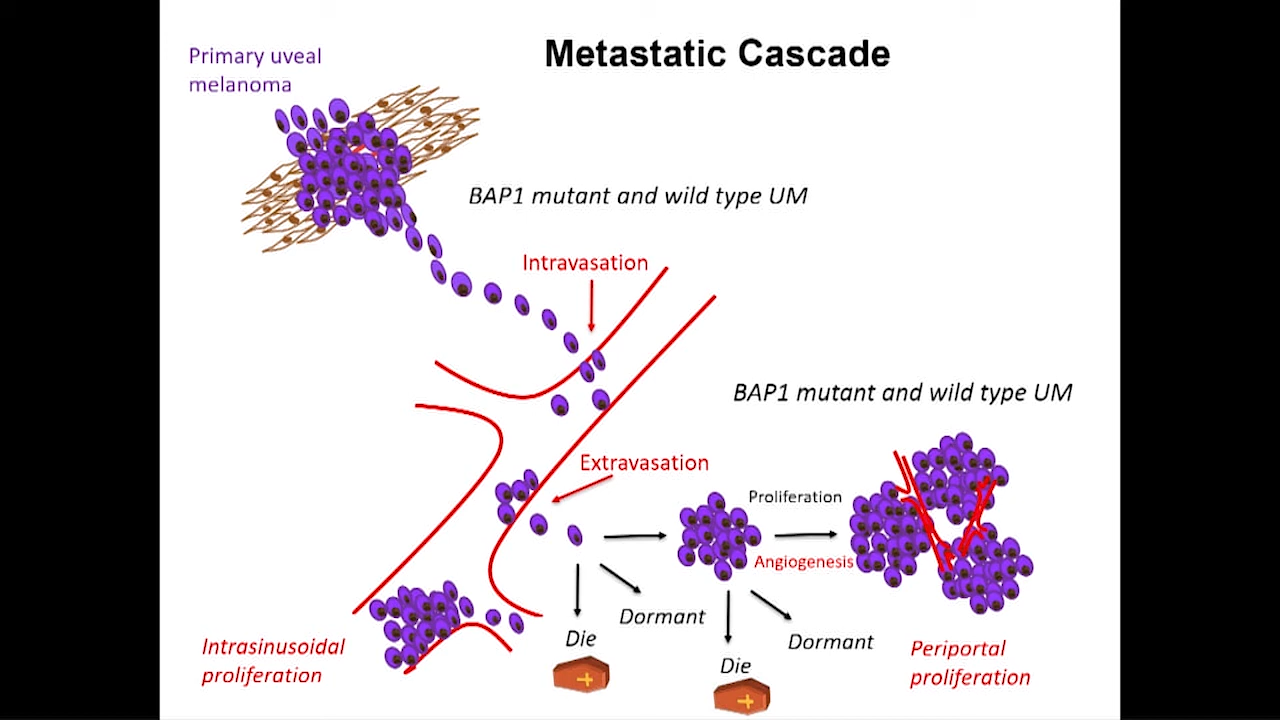 Metastatic Cascade
Primary uveal
melanoma
BAP1 mutant and wild type UM
Intravasation
BAP1 mutant and wild type UM
Extravasation
Proliferation
Angiogenesis
Dormant
Die
Dormant
Die
Intrasinusoidal
proliferation
Periportal
proliferation